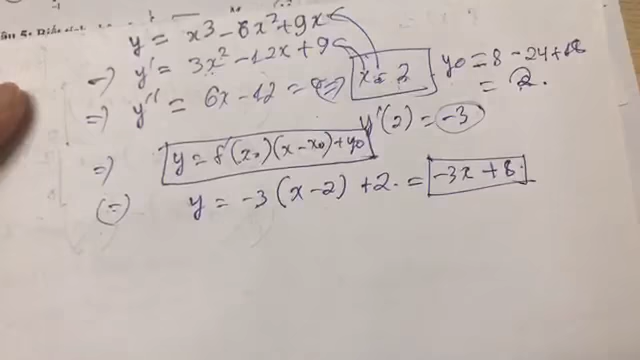 y = x³ - 6x² + 9x
=) y' = 3x² - 12x + 9
=) y'' = 6x - 12 = 0 (=) x = 2 y0 = 8 - 24 + 18
= 2.
y'(2) = -3
=) y = f'(x0)(x - x0) + y0
(=) y = -3(x - 2) + 2. = -3x + 8.